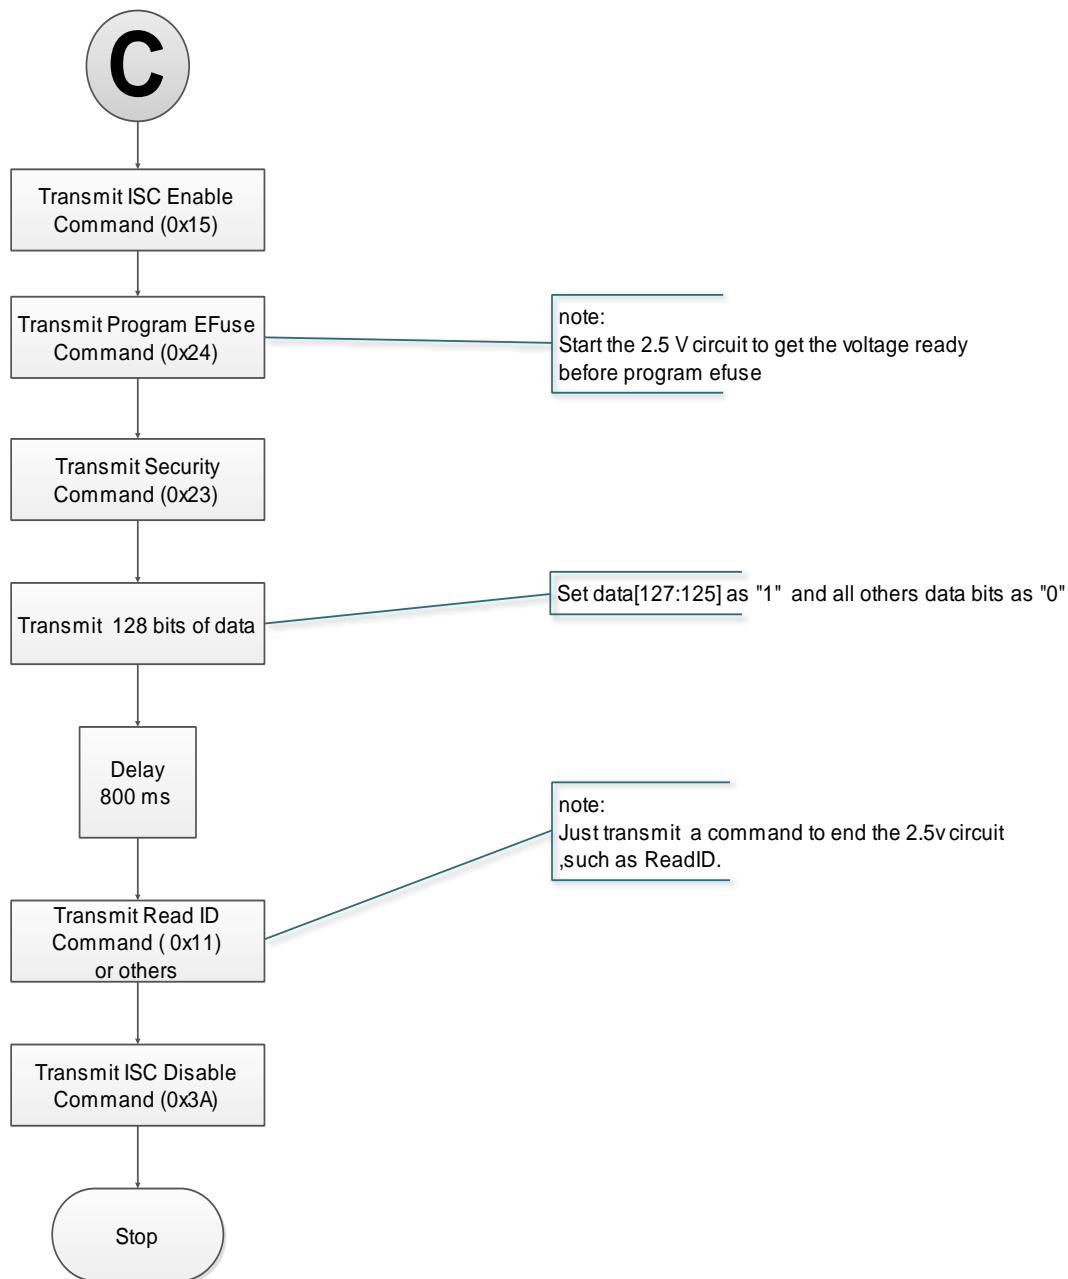 C
Transmit ISC Enable
Command (0x15)
Transmit Program EFuse
Command (0x24)
note:
Start the 2.5 V circuit to get the voltage ready
before program efuse
Transmit Security
Command (0x23)
Transmit 128 bits of data
Set data[127:125] as "1" and all others data bits as "0"
Delay
800 ms
note:
Just transmit a command to end the 2.5v circuit
,such as ReadID.
Transmit Read ID
Command ( 0x11)
or others
Transmit ISC Disable
Command (0x3A)
Stop